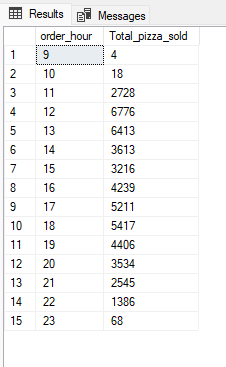 Results Messages
order_hour Total_pizza_sold
1 9 4
2 10 18
3 11 2728
4 12 6776
5 13 6413
6 14 3613
7 15 3216
8 16 4239
9 17 5211
10 18 5417
11 19 4406
12 20 3534
13 21 2545
14 22 1386
15 23 68